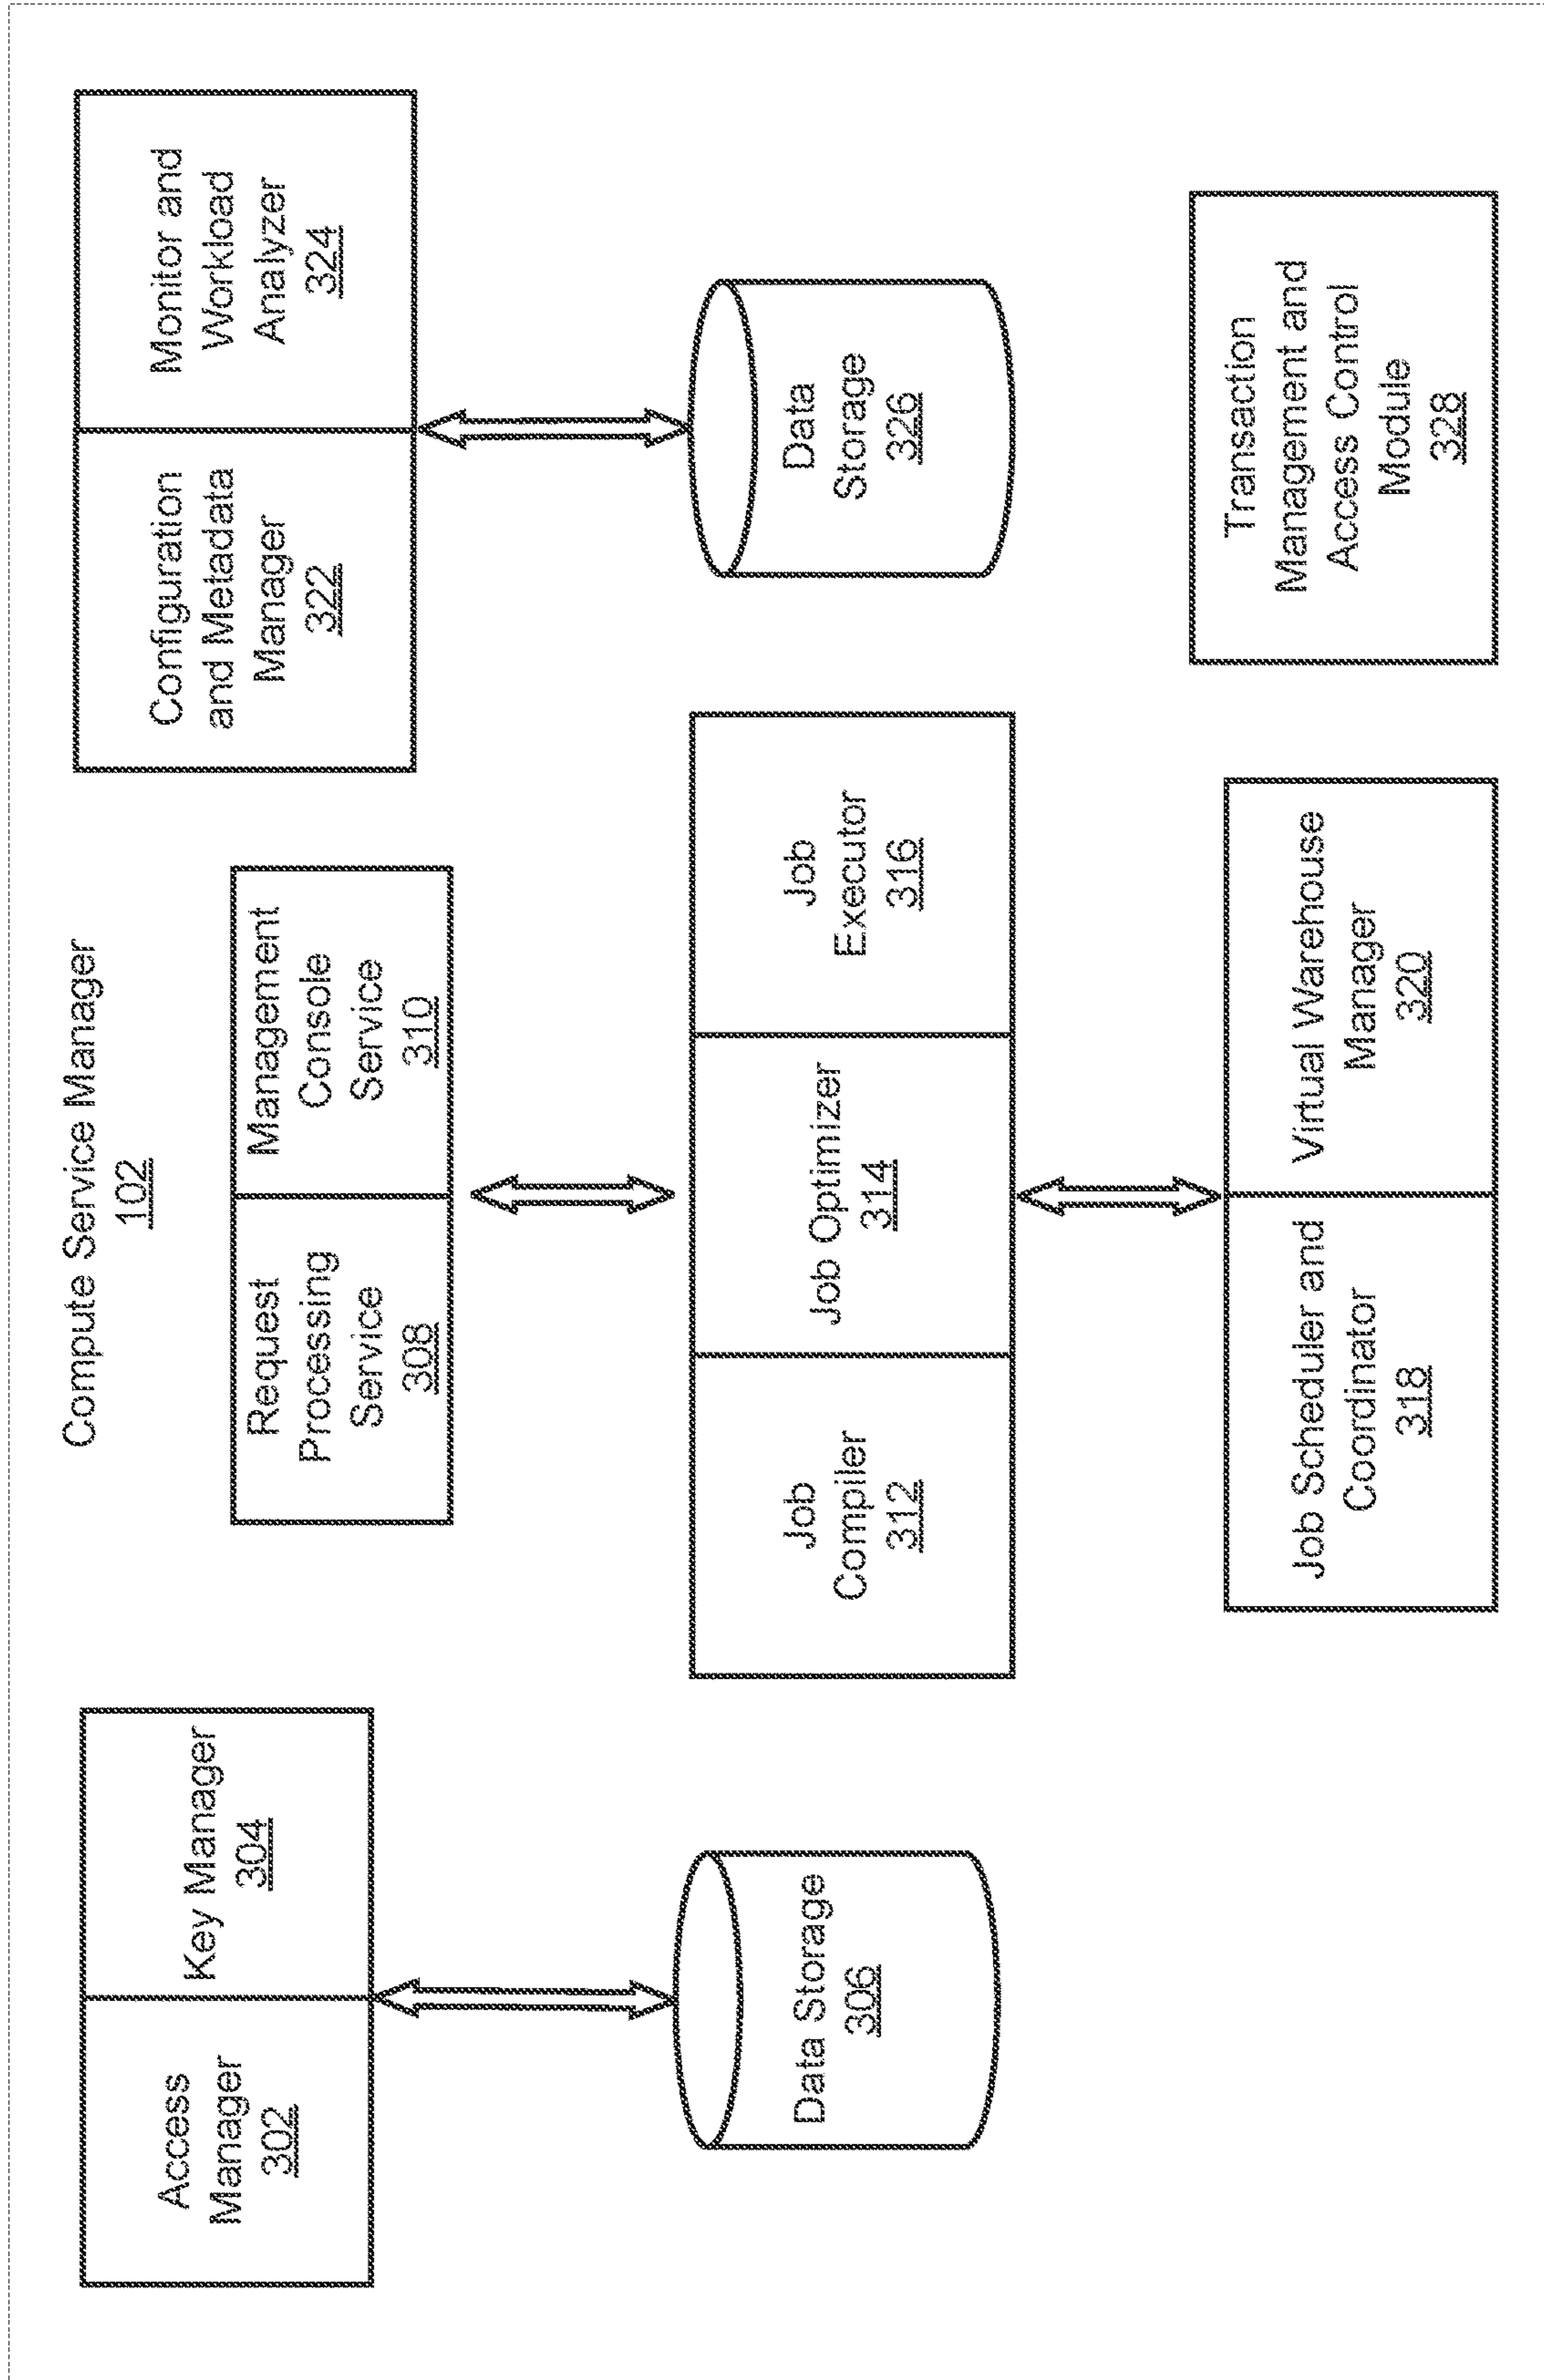 Compute Service Manager
102
Access
Manager
302
Key Manager
304
Request
Processing
Service
308
Management
Console
Service
310
Configuration
and Metadata
Manager
322
Monitor and
Workload
Analyzer
324
Data Storage
306
Job
Compiler
312
Job Optimizer
314
Job
Executor
316
Data
Storage
326
Job Scheduler and
Coordinator
318
Virtual Warehouse
Manager
320
Transaction
Management and
Access Control
Module
328